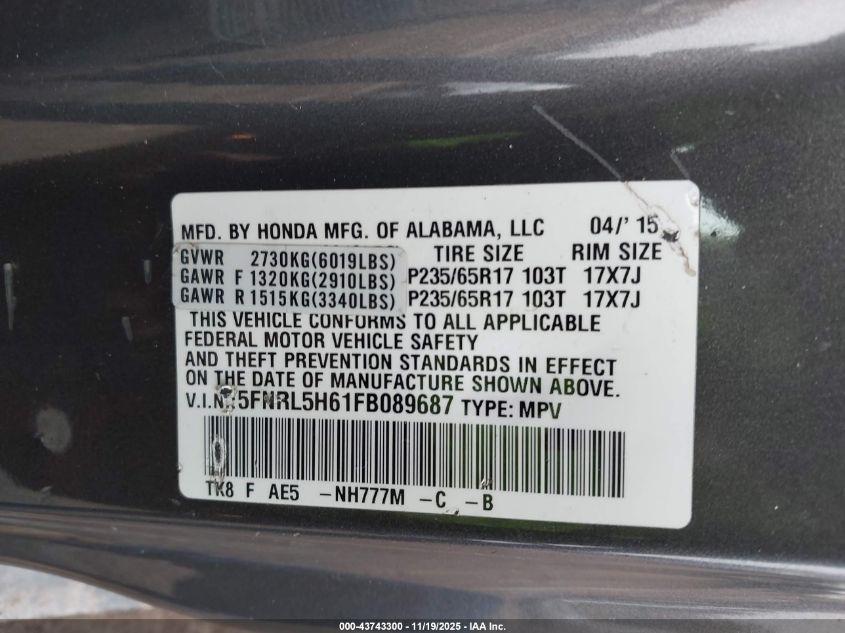 MFD. BY HONDA MFG. OF ALABAMA, LLC 04/' 15
GVWR 2730KG(6019LBS) TIRE SIZE RIM SIZE
GAWR F 1320KG(2910LBS) P235/65R17 103T 17X7J
GAWR R 1515KG(3340LBS) P235/65R17 103T 17X7J
THIS VEHICLE CONFORMS TO ALL APPLICABLE
FEDERAL MOTOR VEHICLE SAFETY
AND THEFT PREVENTION STANDARDS IN EFFECT
ON THE DATE OF MANUFACTURE SHOWN ABOVE.
V.I.N.:5FNRL5H61FB089687 TYPE: MPV
TK8 F AE5 -NH777M -C -B
000-43743300 - 11/19/2025 - IAA Inc.